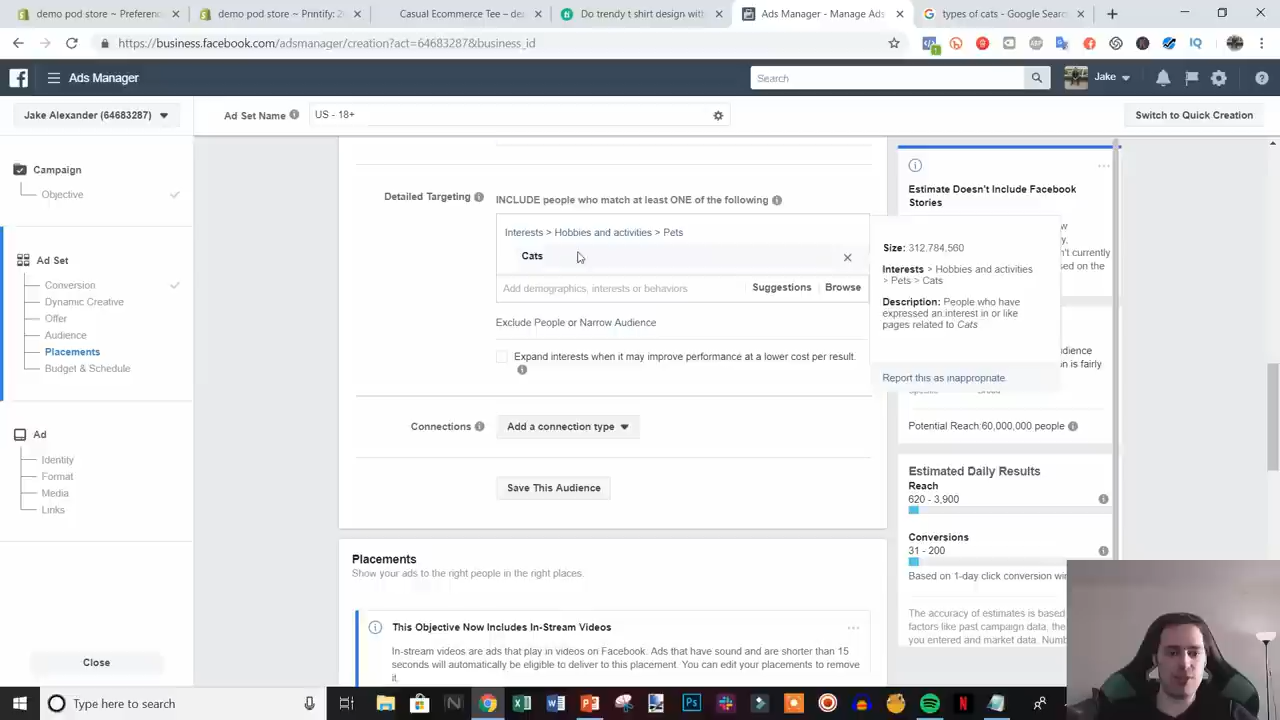 demo pod store ~ Preferenc
demo pod store ~ Printify: 2
Casual Ecommerce Tee – de
Do trendy t shirt design with
Ads Manager - Manage Ads
types of cats - Google Searc
https://business.facebook.com/adsmanager/creation?act=64683287&business_id
Ads Manager
Search
Jake
Jake Alexander (64683287)
Ad Set Name
US - 18+
Switch to Quick Creation
Campaign
Objective
Ad Set
Conversion
Dynamic Creative
Offer
Audience
Placements
Budget & Schedule
Ad
Identity
Format
Media
Links
Close
Detailed Targeting
INCLUDE people who match at least ONE of the following
Interests > Hobbies and activities > Pets
Cats
Add demographics, interests or behaviors
Suggestions
Browse
Exclude People or Narrow Audience
Expand interests when it may improve performance at a lower cost per result.
Connections
Add a connection type
Save This Audience
Placements
Show your ads to the right people in the right places.
This Objective Now Includes In-Stream Videos
In-stream videos are ads that play in videos on Facebook. Ads that have sound and are shorter than 15
seconds will automatically be eligible to deliver to this placement. You can edit your placements to remove
it.
Estimate Doesn't Include Facebook
Stories
Size: 312,784,560
Interests > Hobbies and activities
> Pets > Cats
Description: People who have
expressed an interest in or like
pages related to Cats
Report this as inappropriate
't currently
ed on the
dience
n is fairly
Potential Reach:60,000,000 people
Estimated Daily Results
Reach
620 - 3,900
Conversions
31 - 200
Based on 1-day click conversion wi
The accuracy of estimates is based
factors like past campaign data, the
you entered and market data. Numb
Type here to search